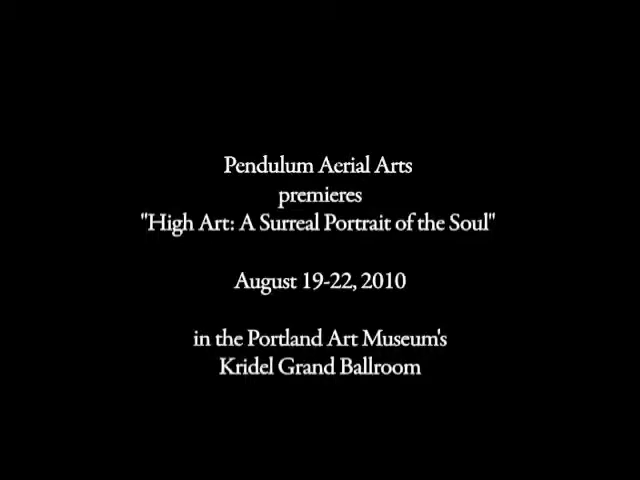 Pendulum Aerial Arts
premieres
"High Art: A Surreal Portrait of the Soul"
August 19-22, 2010
in the Portland Art Museum's
Kridel Grand Ballroom